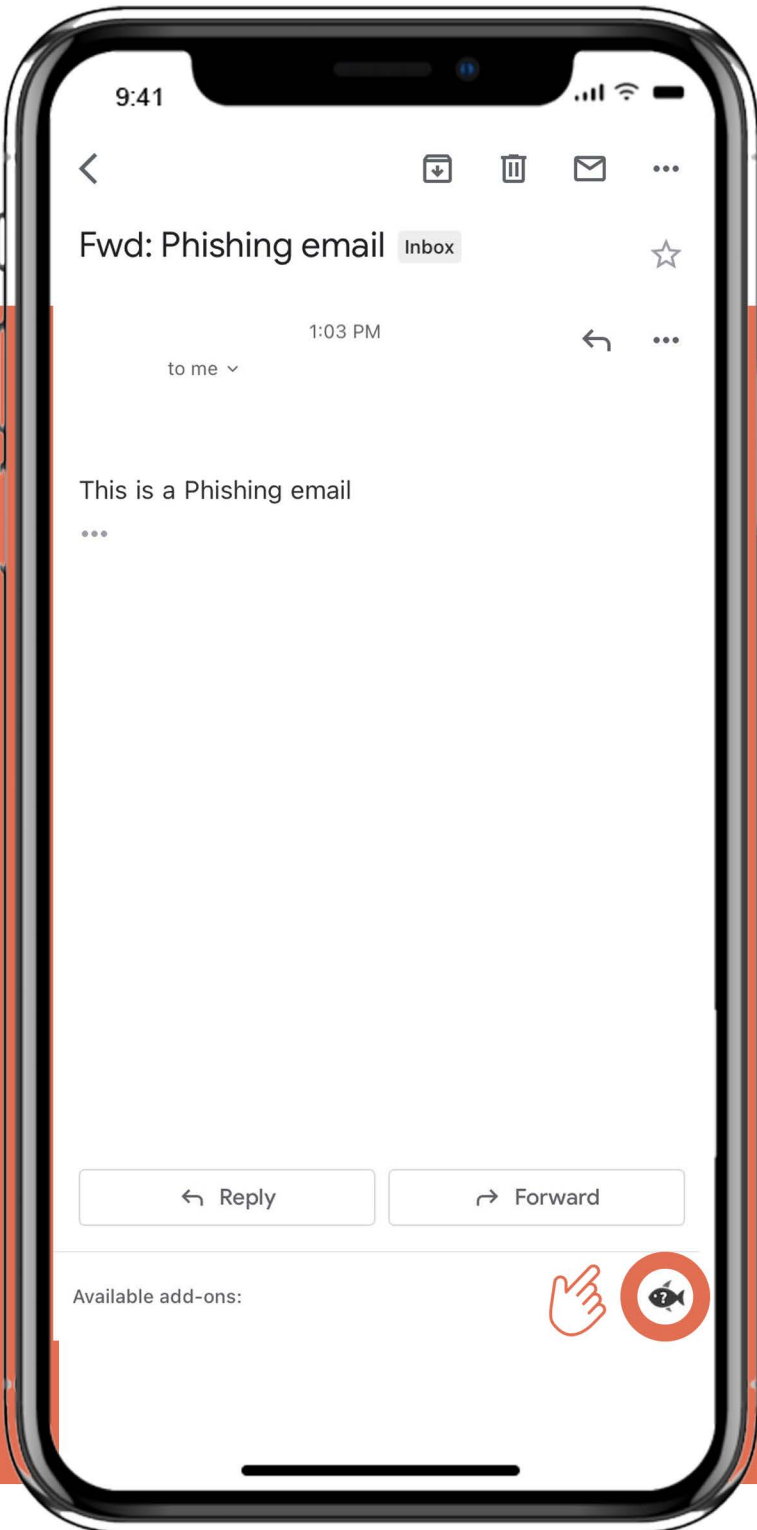 9:41
Fwd: Phishing email Inbox
1:03 PM
to me
This is a Phishing email
Reply
Forward
Available add-ons:
?